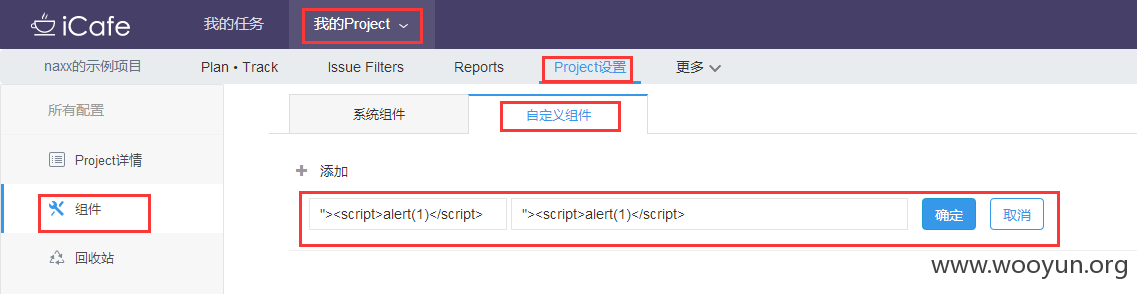 iCafe 我的任务 我的Project
naxx的示例项目 Plan • Track Issue Filters Reports Project设置 更多
所有配置
系统组件 自定义组件
Project详情
添加
组件
"><script>alert(1)</script> "><script>alert(1)</script> 确定 取消
回收站
www.wooyun.org